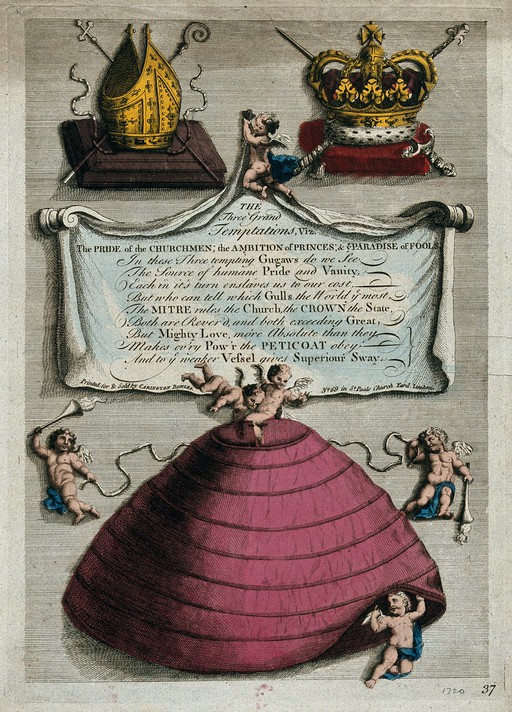 THE
Three Grand
Temptations, Viz.
The PRIDE of the CHURCHMEN; the AMBITION of PRINCES; & yᵉ PARADISE of FOOLS.
In these Three tempting Gugaws do we See
The Source of humane Pride and Vanity,
Each in it's turn enslaves us to our cost,
But who can tell which Gulls the World yᵉ most,
The MITRE rules the Church, the CROWN the State,
Both are Rever'd, and both exceeding Great,
But Mighty Love, more Absolute than they,
Makes ev'ry Pow'r the PETICOAT obey
And to yᵉ weaker Vessel gives Superiour Sway.
Printed for & Sold by CARINGTON BOWLES No. 69 in St. Pauls Church Yard, London.
1720 37